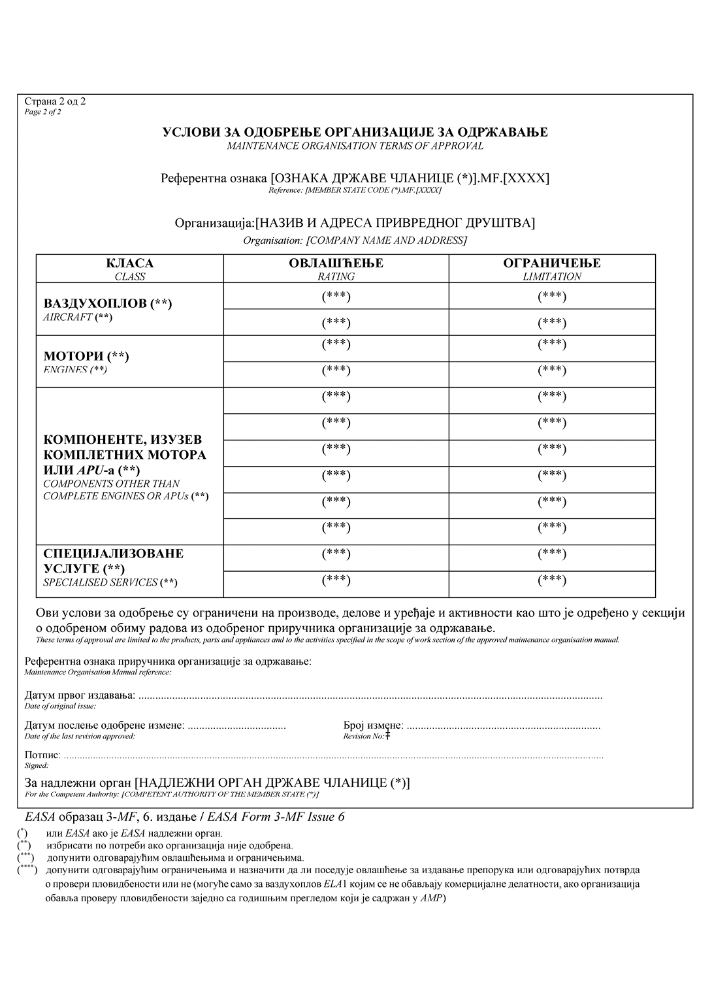 Страна 2 од 2
Page 2 of 2
УСЛОВИ ЗА ОДОБРЕЊЕ ОРГАНИЗАЦИЈЕ ЗА ОДРЖАВАЊЕ
MAINTENANCE ORGANISATION TERMS OF APPROVAL
Референтна ознака [ОЗНАКА ДРЖАВЕ ЧЛАНИЦЕ (*)].MF.[XXXX]
Reference: [MEMBER STATE CODE (*).MF.[XXXX]
Организација:[НАЗИВ И АДРЕСА ПРИВРЕДНОГ ДРУШТВА]
Organisation: [COMPANY NAME AND ADDRESS]
КЛАСА ОВЛАШЋЕЊЕ ОГРАНИЧЕЊЕ
CLASS RATING LIMITATION
ВАЗДУХОПЛОВ (**)
AIRCRAFT (**)
(***) (***)
(***) (***)
МОТОРИ (**)
ENGINES (**)
(***) (***)
(***) (***)
КОМПОНЕНТЕ, ИЗУЗЕВ
КОМПЛЕТНИХ МОТОРА
ИЛИ APU-а (**)
COMPONENTS OTHER THAN
COMPLETE ENGINES OR APUs (**)
(***) (***)
(***) (***)
(***) (***)
(***) (***)
(***) (***)
(***) (***)
СПЕЦИЈАЛИЗОВАНЕ
УСЛУГЕ (**)
SPECIALISED SERVICES (**)
(***) (***)
(***) (***)
Ови услови за одобрење су ограничени на производе, делове и уређаје и активности као што је одређено у секцији
о одобреном обиму радова из одобреног приручника организације за одржавање.
These terms of approval are limited to the products, parts and appliances and to the activities specified in the scope of work section of the approved maintenance organisation manual.
Референтна ознака приручника организације за одржавање:
Maintenance Organisation Manual reference:
Датум првог издавања: ....................................................................................................................................................................
Date of original issue:
Датум послење одобрене измене: ................................... Број измене: .....................................................................
Date of the last revision approved: Revision No:‡
Потпис: ....................................................................................................................................................................
Signed:
За надлежни орган [НАДЛЕЖНИ ОРГАН ДРЖАВЕ ЧЛАНИЦЕ (*)]
For the Competent Authority: [COMPETENT AUTHORITY OF THE MEMBER STATE (*)]
EASA образац 3-MF, 6. издање / EASA Form 3-MF Issue 6
(*) или EASA ако је EASA надлежни орган.
(**) избрисати по потреби ако организација није одобрена.
(***) допунити одговарајућим овлашћењима и ограничењима.
(****) допунити одговарајућим ограничењима и назначити да ли поседује овлашћење за издавање препорука или одговарајућих потврда
о провери пловидбености или не (могуће само за ваздухоплов ELA1 којим се не обављају комерцијалне делатности, ако организација
обавља проверу пловидбености заједно са годишњим прегледом који је садржан у AMP)